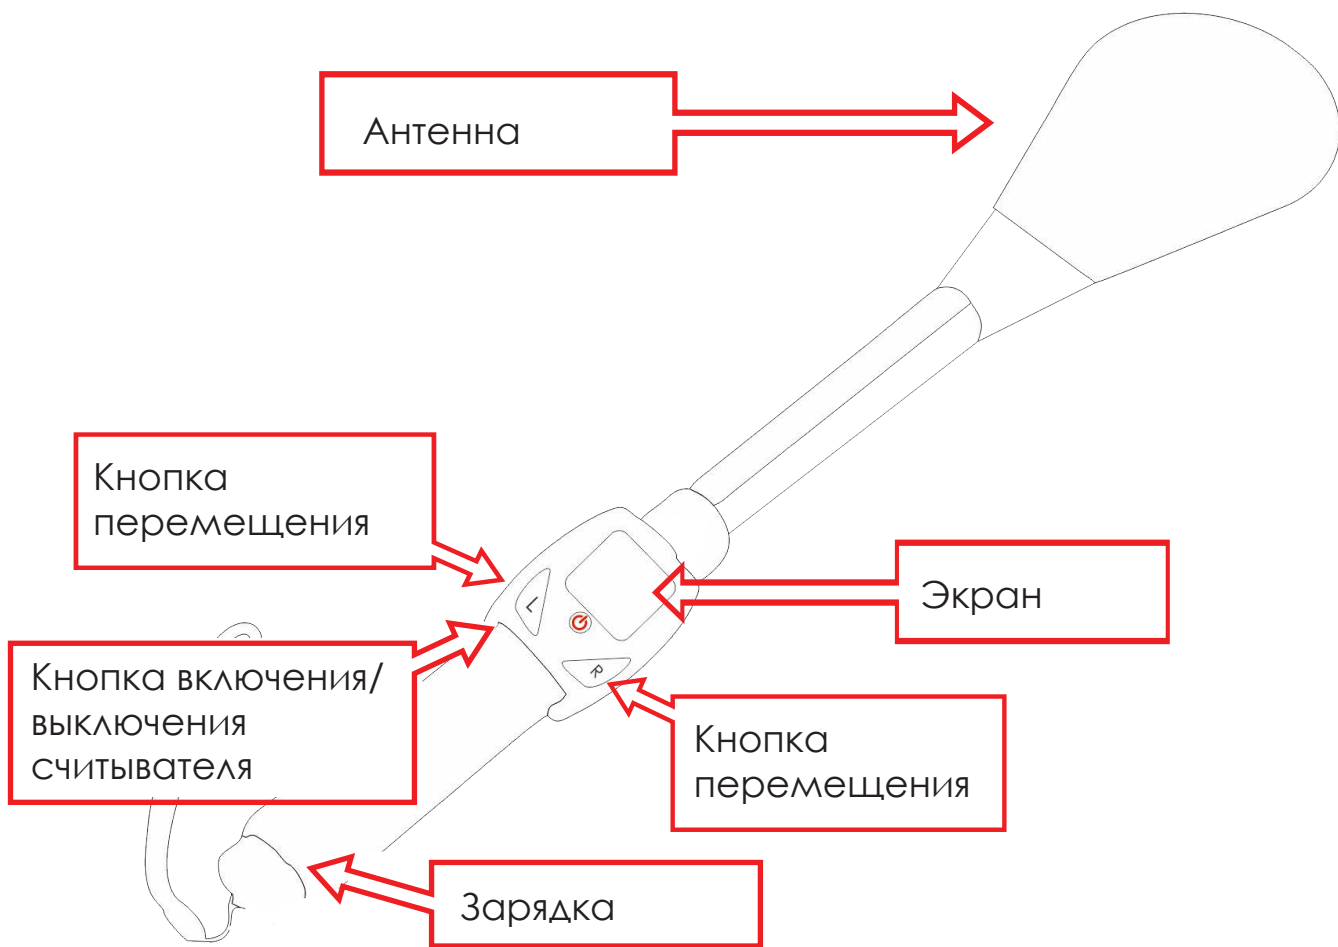 Антенна
Кнопка
перемещения
L
Экран
R
Кнопка включения/
выключения
считывателя
Кнопка
перемещения
Зарядка